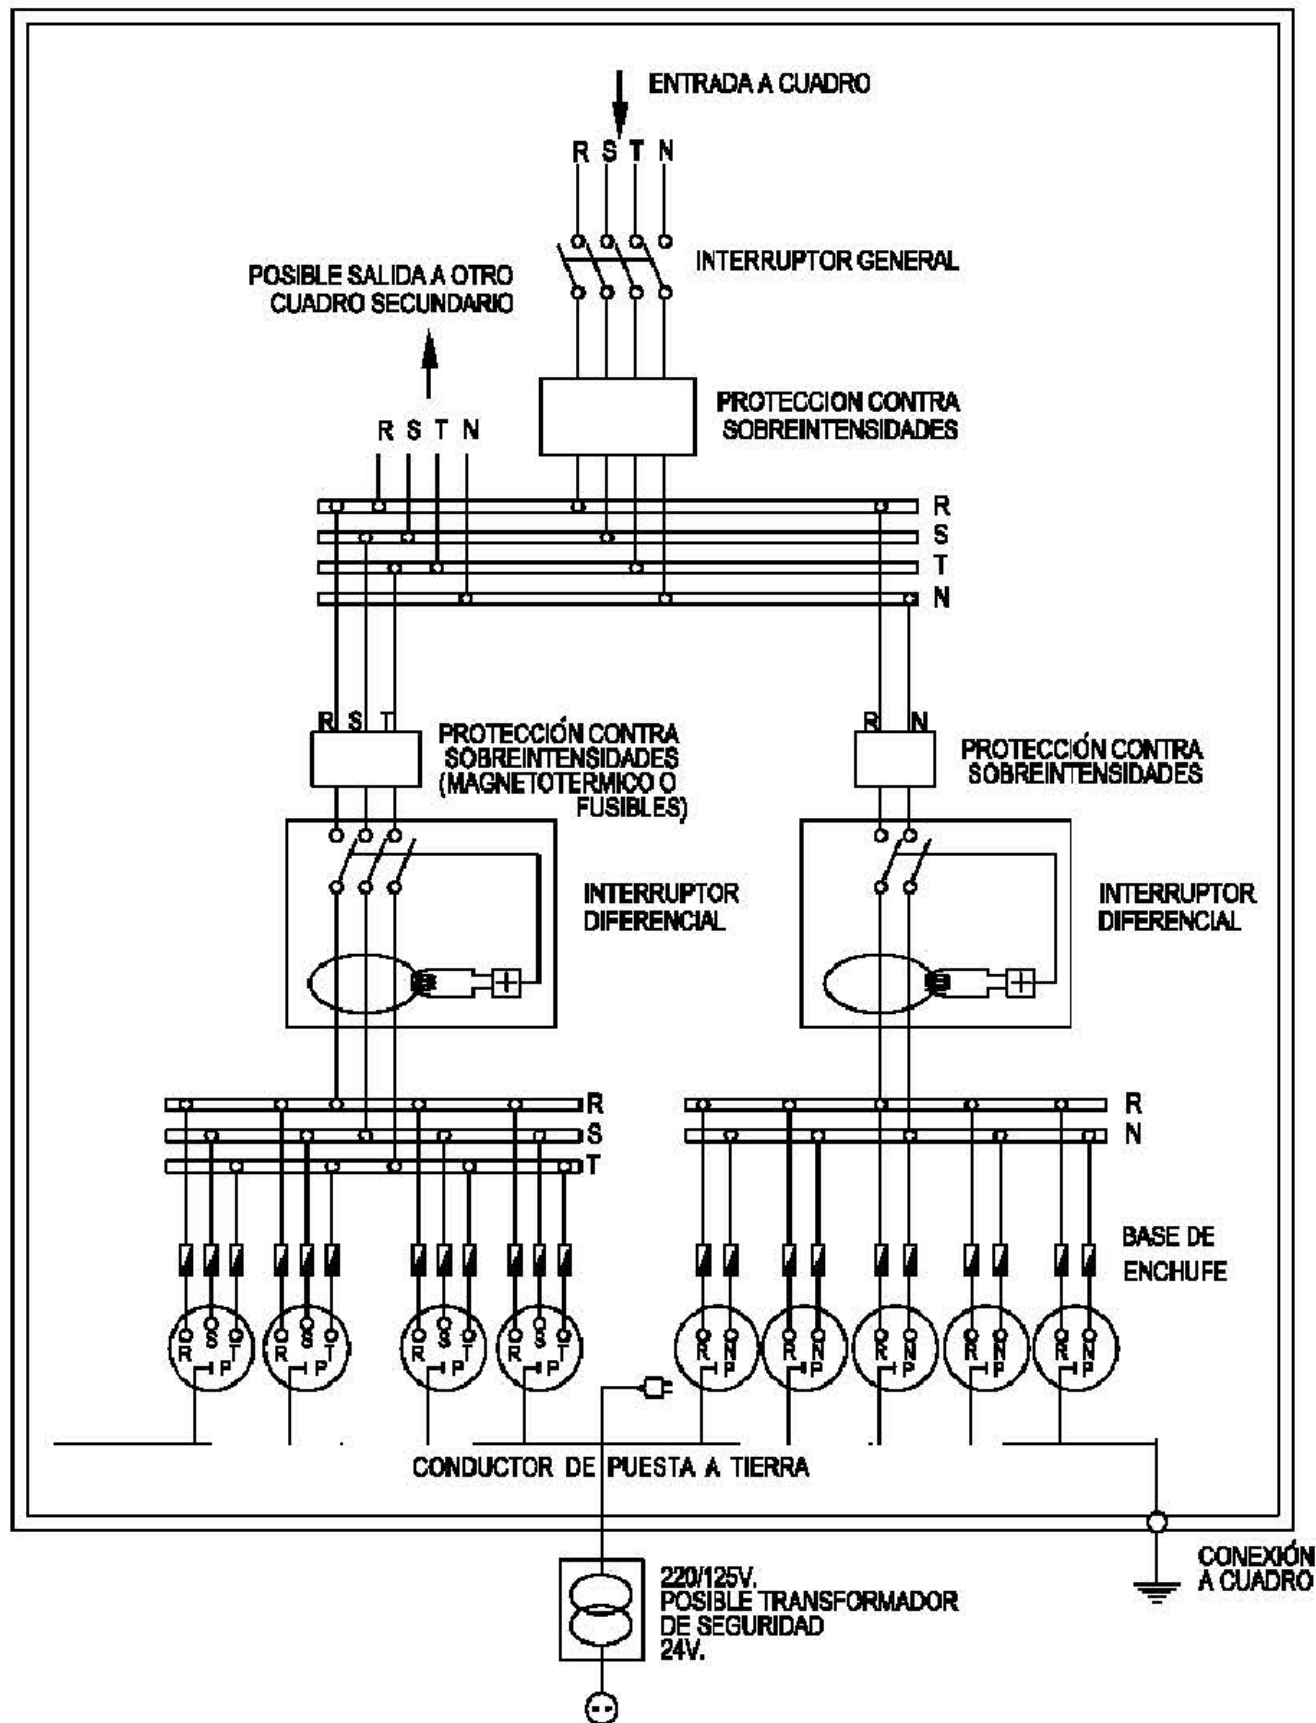 ENTRADA A CUADRO
R S T N
INTERRUPTOR GENERAL
POSIBLE SALIDA A OTRO
CUADRO SECUNDARIO
PROTECCION CONTRA
SOBREINTENSIDADES
R S T N
R
S
T
N
R S T
PROTECCIÓN CONTRA
SOBREINTENSIDADES
(MAGNETOTERMICO O
FUSIBLES)
R N
PROTECCIÓN CONTRA
SOBREINTENSIDADES
INTERRUPTOR
DIFERENCIAL
INTERRUPTOR
DIFERENCIAL
R
S
T
R
N
BASE DE
ENCHUFE
R S T P
R S T P
R S T P
R S T P
R N P
R N P
R N P
R N P
R N P
CONDUCTOR DE PUESTA A TIERRA
CONEXIÓN
A CUADRO
220/125V.
POSIBLE TRANSFORMADOR
DE SEGURIDAD
24V.